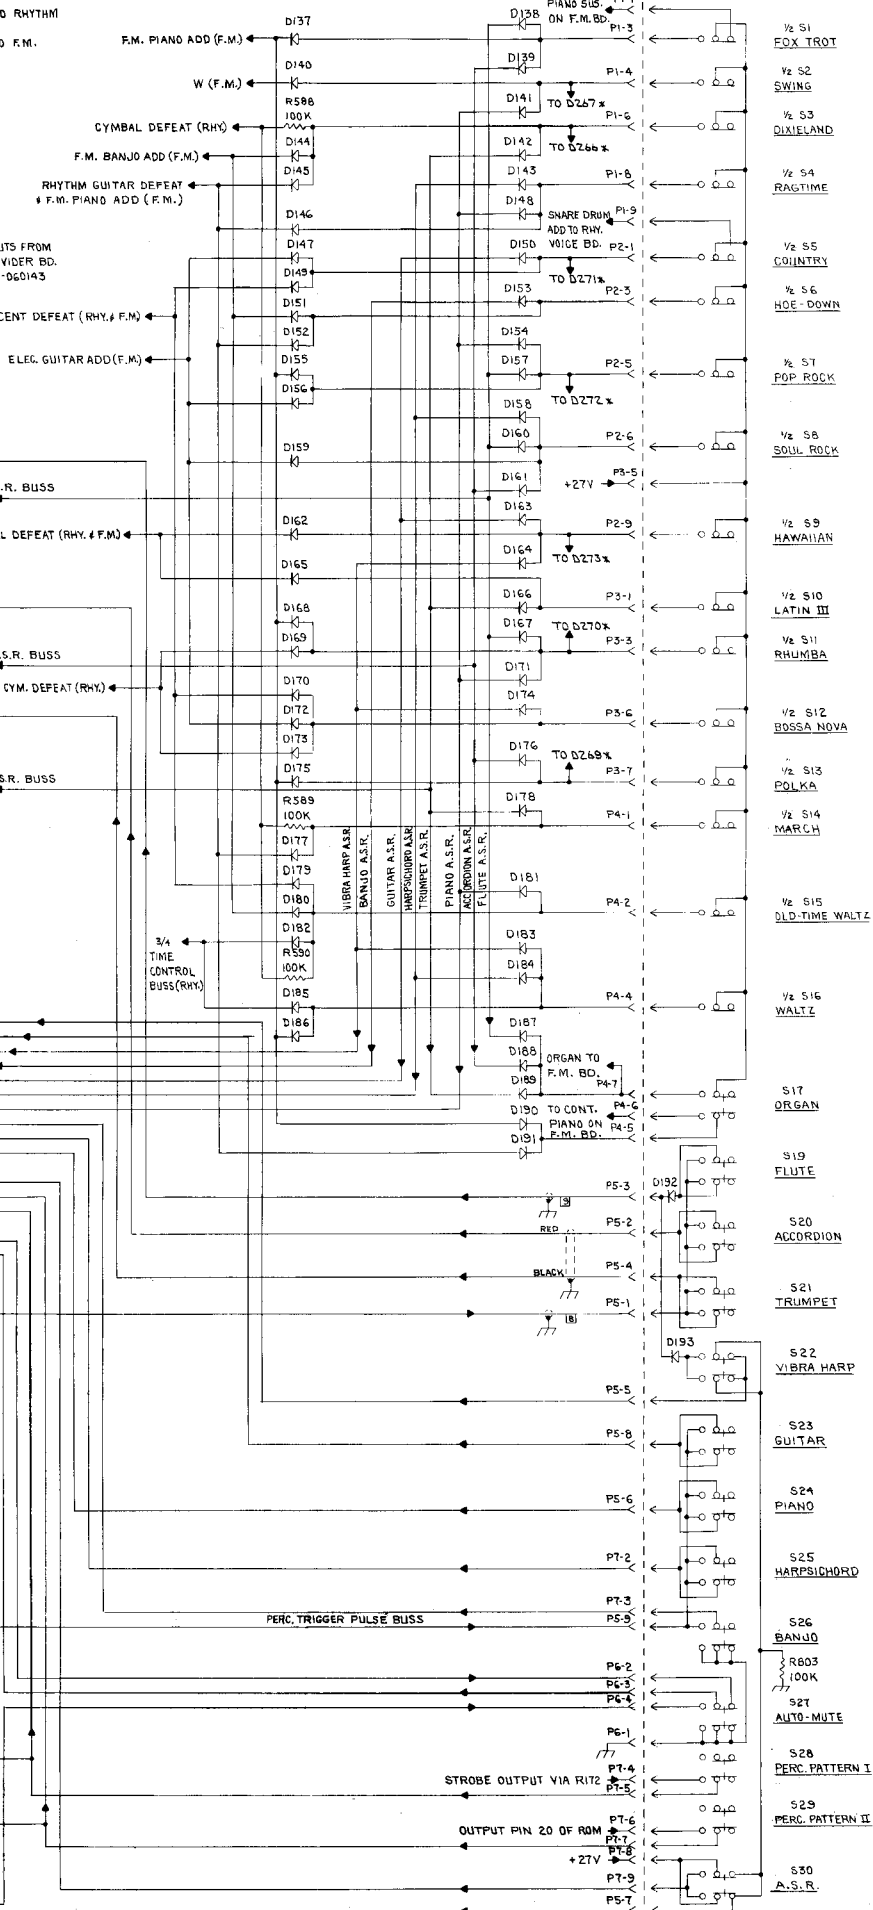 D RHYTHM
O F.M.
PIANO SUS.
ON F.M.BD.
D137
D138
P1-3
F.M. PIANO ADD (F.M.)
½ S1
FOX TROT
D139
D140
W (F.M.)
P1-4
½ S2
SWING
R588
100K
D141
TO D267*
P1-6
CYMBAL DEFEAT (RHY.)
½ S3
DIXIELAND
D144
D142
TO D266*
F.M. BANJO ADD (F.M.)
D145
D143
P1-8
RHYTHM GUITAR DEFEAT
& F.M. PIANO ADD (F.M.)
½ S4
RAGTIME
D146
D148
SNARE DRUM
ADD TO RHY.
VOICE BD.
P1-9
UTS FROM
VIDER BD.
-060143
D147
D150
P2-1
½ S5
COUNTRY
D149
TO D271*
D151
D153
P2-3
½ S6
HOE-DOWN
CENT DEFEAT (RHY.& F.M)
D152
D154
ELEC. GUITAR ADD(F.M.)
D155
D157
P2-5
½ S7
POP ROCK
D156
TO D272*
D158
D159
D160
P2-6
½ S8
SOUL ROCK
.R. BUSS
D161
+27V
P3-5
D162
D163
P2-9
L DEFEAT (RHY. & F.M)
½ S9
HAWAIIAN
D165
D164
TO D273*
D166
P3-1
½ S10
LATIN III
D168
D167
TO D270*
D169
P3-3
½ S11
RHUMBA
S.R. BUSS
D171
CYM. DEFEAT (RHY.)
D170
D174
D172
P3-6
½ S12
BOSSA NOVA
D173
D176
TO D269*
D175
P3-7
½ S13
POLKA
S.R. BUSS
R589
100K
D178
P4-1
½ S14
MARCH
D177
VIBRA HARP A.S.R.
BANJO A.S.R.
GUITAR A.S.R.
HARPSICHORD A.S.R.
TRUMPET A.S.R.
PIANO A.S.R.
ACCORDION A.S.R.
FLUTE A.S.R.
D179
D181
D180
P4-2
½ S15
OLD-TIME WALTZ
3/4
TIME
CONTROL
BUSS(RHY.)
D182
D183
R590
100K
D184
D185
P4-4
½ S16
WALTZ
D186
D187
D188
ORGAN TO
F.M. BD.
P4-7
D189
S17
ORGAN
D190
TO CONT.
PIANO ON
F.M. BD.
P4-6
P4-5
D191
S19
FLUTE
P5-3
D192
9
RED
P5-2
S20
ACCORDION
BLACK
P5-4
S21
TRUMPET
P5-1
8
D193
S22
VIBRA HARP
P5-5
P5-8
S23
GUITAR
P5-6
S24
PIANO
P7-2
S25
HARPSICHORD
P7-3
PERC. TRIGGER PULSE BUSS
P5-9
S26
BANJO
R803
100K
P6-2
P6-3
P6-4
S27
AUTO-MUTE
P6-1
S28
PERC. PATTERN I
P7-4
STROBE OUTPUT VIA R172
P7-5
S29
PERC. PATTERN II
P7-6
OUTPUT PIN 20 OF ROM
P7-7
P7-8
+27V
P7-9
S30
A.S.R.
P5-7